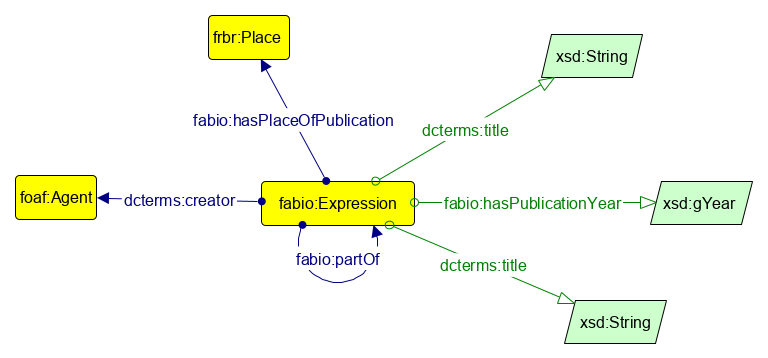 frbr:Place
xsd:String
fabio:hasPlaceOfPublication
dcterms:title
foaf:Agent
dcterms:creator
fabio:Expression
fabio:hasPublicationYear
xsd:gYear
fabio:partOf
dcterms:title
xsd:String